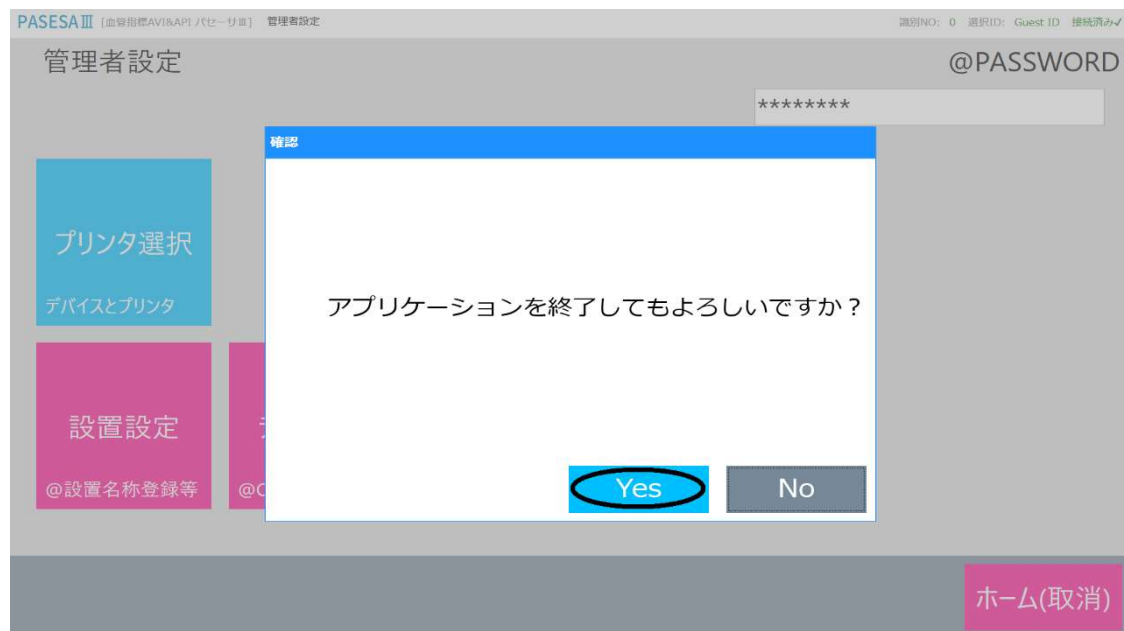 PASESAⅢ [血管指標AVI&API パセーサⅢ] 管理者設定
識別NO: 0 選択ID: Guest ID 接続済み✓
管理者設定
@PASSWORD
********
確認
プリンタ選択
デバイスとプリンタ
アプリケーションを終了してもよろしいですか？
設置設定
@設置名称登録等
@C
Yes
No
ホーム(取消)